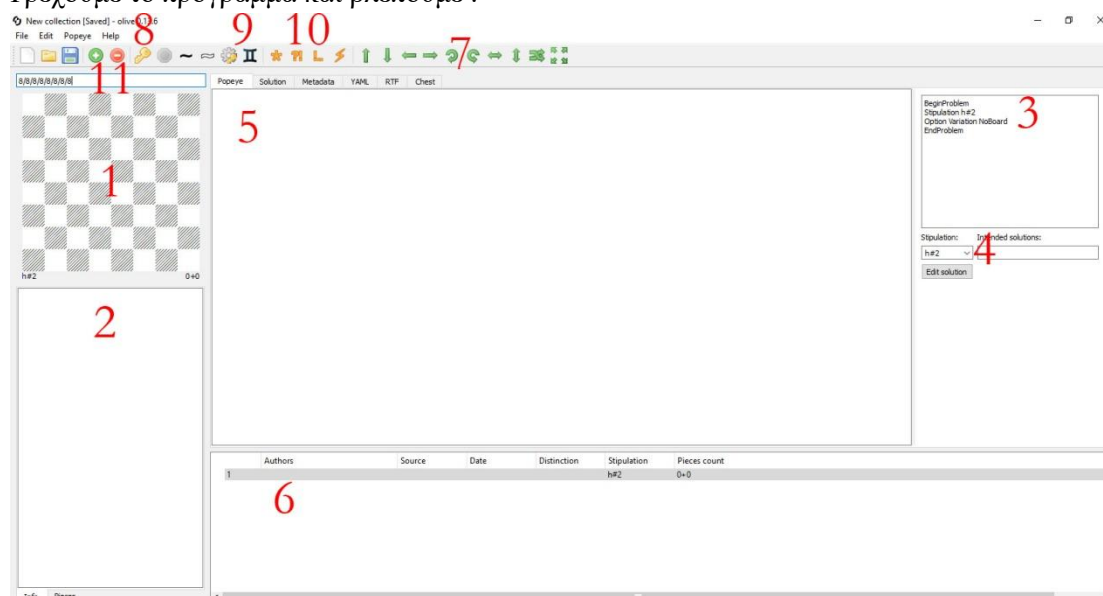 Τρέχουμε το πρόγραμμα και βλέπουμε :
New collection [Saved] - olive 0.13.6
8 9 10
File Edit Popeye Help
7
11
8/8/8/8/8/8/8/8
Popeye Solution Metadata YAML RTF Chest
5
3
BeginProblem
Stipulation h#2
Option Variation NoBoard
EndProblem
1
Stipulation: Intended solutions:
h#2
4
Edit solution
h#2 0+0
2
Authors Source Date Distinction Stipulation Pieces count
1 h#2 0+0
6
Info Pieces